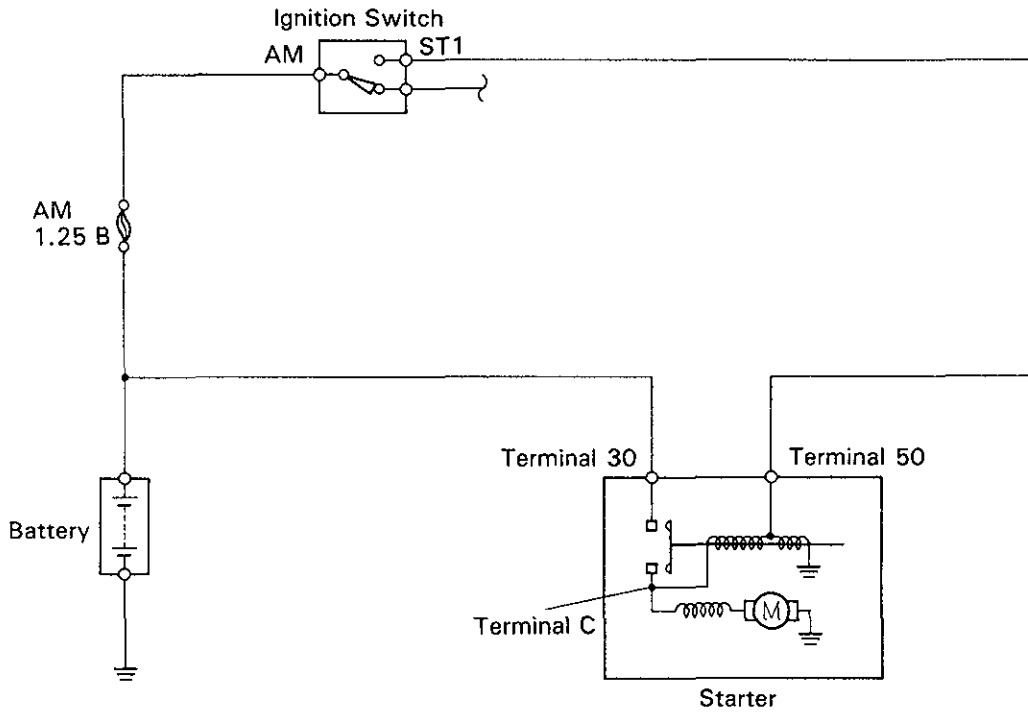 Ignition Switch
AM
ST1
AM
1.25 B
Terminal 30
Terminal 50
Battery
Terminal C
M
Starter